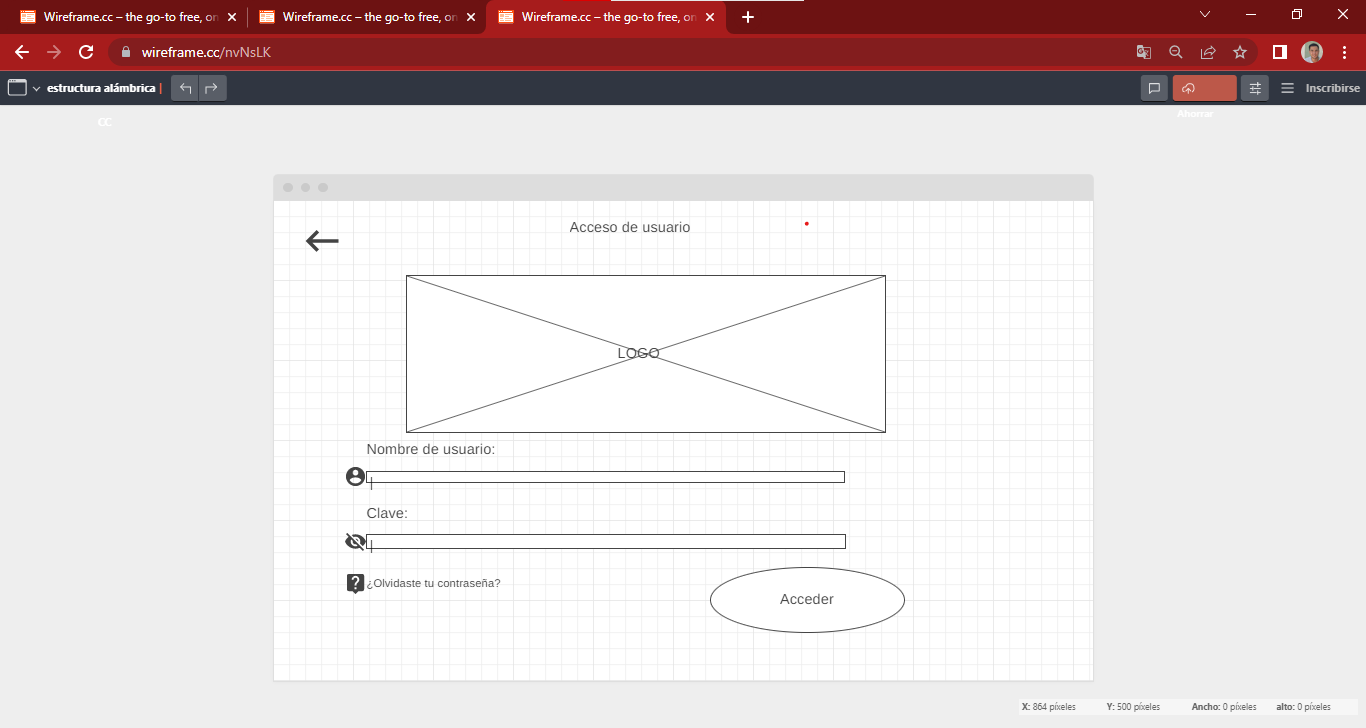 Wireframe.cc – the go-to free, on
Wireframe.cc – the go-to free, on
Wireframe.cc – the go-to free, on
wireframe.cc/nvNsLK
estructura alámbrica |
Inscribirse
cc
Ahorrar
Acceso de usuario
LOGO
Nombre de usuario:
Clave:
¿Olvidaste tu contraseña?
Acceder
X: 864 píxeles Y: 500 píxeles Ancho: 0 píxeles alto: 0 píxeles